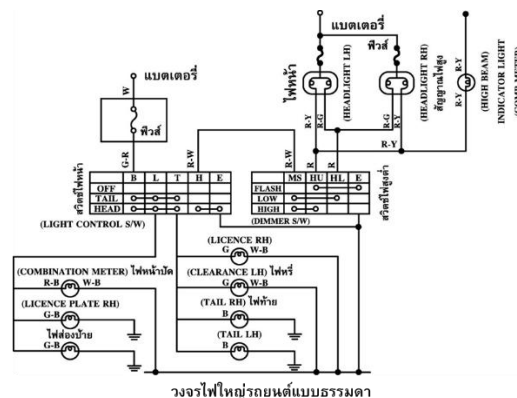 แบตเตอรี่
ฟิวส์
แบตเตอรี่
W
ฟิวส์
G-R
ไฟหน้า
(HEADLIGHT LH)
(HEADLIGHT RH)
สัญญาณไฟสูง
(HIGH BEAM)
INDICATOR LIGHT
R-Y
R-Y
R-Y
R-G
R-G
R-Y
R-Y
R-W
R-W
R
R
B L T H E
OFF
TAIL
HEAD
สวิตช์ไฟหน้า
(LIGHT CONTROL S/W)
MS HU HL E
FLASH
LOW
HIGH
สวิตช์ไฟสูงต่ำ
(DIMMER S/W)
(LICENCE RH)
G W-B
(COMBINATION METER) ไฟหน้าปัด
R-B W-B
(CLEARANCE LH) ไฟหรี่
G W-B
(LICENCE PLATE RH)
G-B
(TAIL RH) ไฟท้าย
B
ไฟส่องป้าย
G-B
(TAIL LH)
B
วงจรไฟใหญ่รถยนต์แบบธรรมดา